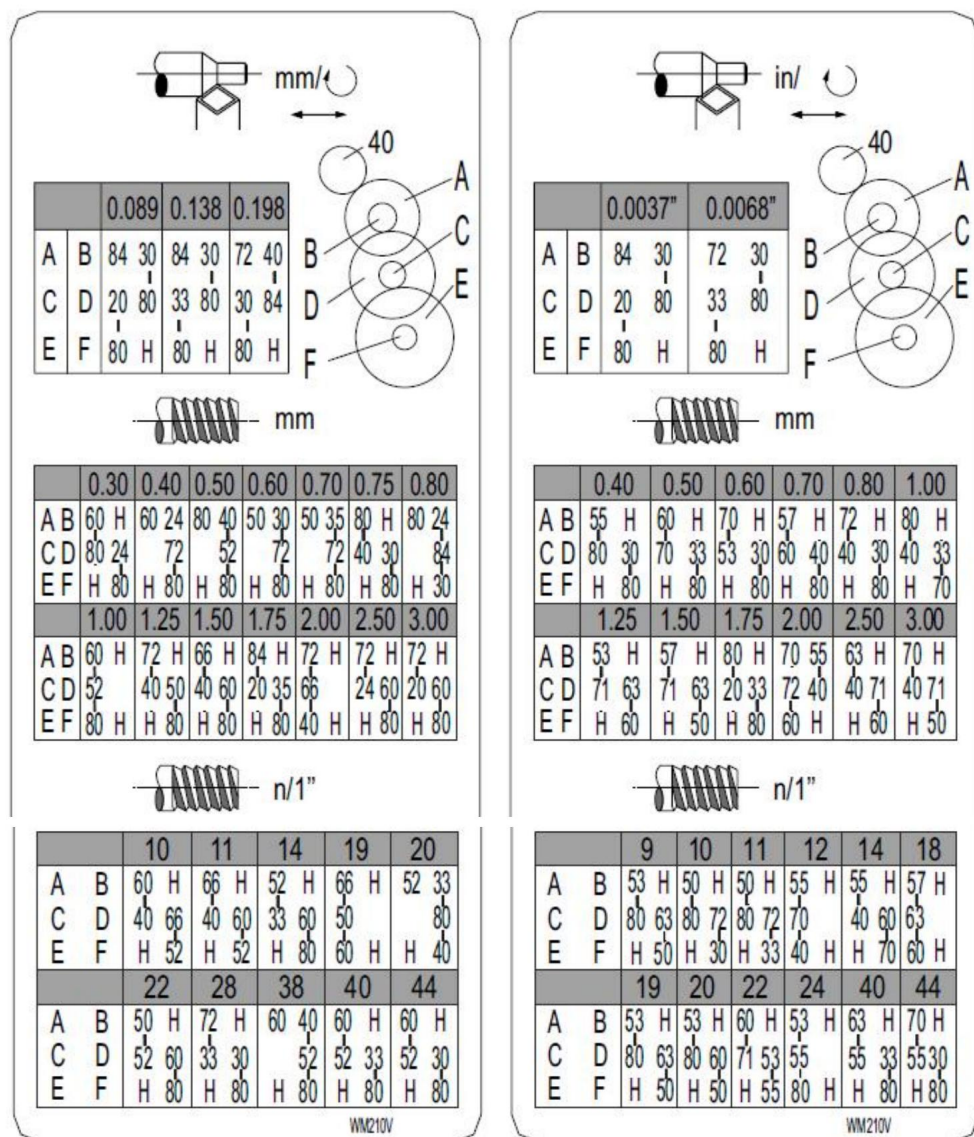 mm/
40
A
B
C
D
E
F
0.089 0.138 0.198
A B 84 30 84 30 72 40
C D 20 80 33 80 30 84
E F 80 H 80 H 80 H
mm
0.30 0.40 0.50 0.60 0.70 0.75 0.80
A B 60 H 60 24 80 40 50 30 50 35 80 H 80 24
C D 80 24 72 52 72 72 40 30 84
E F H 80 H 80 H 80 H 80 H 80 H 80 H 30
1.00 1.25 1.50 1.75 2.00 2.50 3.00
A B 60 H 72 H 66 H 84 H 72 H 72 H 72 H
C D 52 40 50 40 60 20 35 66 24 60 20 60
E F 80 H H 80 H 80 H 80 40 H H 80 H 80
n/1”
10 11 14 19 20
A B 60 H 66 H 52 H 66 H 52 33
C D 40 66 40 60 33 60 50 80
E F H 52 H 52 H 80 60 H H 40
22 28 38 40 44
A B 50 H 72 H 60 40 60 H 60 H
C D 52 60 33 30 52 52 33 52 30
E F H 80 H 80 H 80 H 80 H 80
WM210V
in/
40
A
B
C
D
E
F
0.0037” 0.0068”
A B 84 30 72 30
C D 20 80 33 80
E F 80 H 80 H
mm
0.40 0.50 0.60 0.70 0.80 1.00
A B 55 H 60 H 70 H 57 H 72 H 80 H
C D 80 30 70 33 53 30 60 40 40 30 40 33
E F H 80 H 80 H 80 H 80 H 80 H 70
1.25 1.50 1.75 2.00 2.50 3.00
A B 53 H 57 H 80 H 70 55 63 H 70 H
C D 71 63 71 63 20 33 72 40 40 71 40 71
E F H 60 H 50 H 80 60 H H 60 H 50
n/1”
9 10 11 12 14 18
A B 53 H 50 H 50 H 55 H 55 H 57 H
C D 80 63 80 72 80 72 70 40 60 63
E F H 50 H 30 H 33 40 H H 70 60 H
19 20 22 24 40 44
A B 53 H 53 H 60 H 53 H 63 H 70 H
C D 80 63 80 60 71 53 55 55 33 55 30
E F H 50 H 50 H 55 80 H H 80 H 80
WM210V